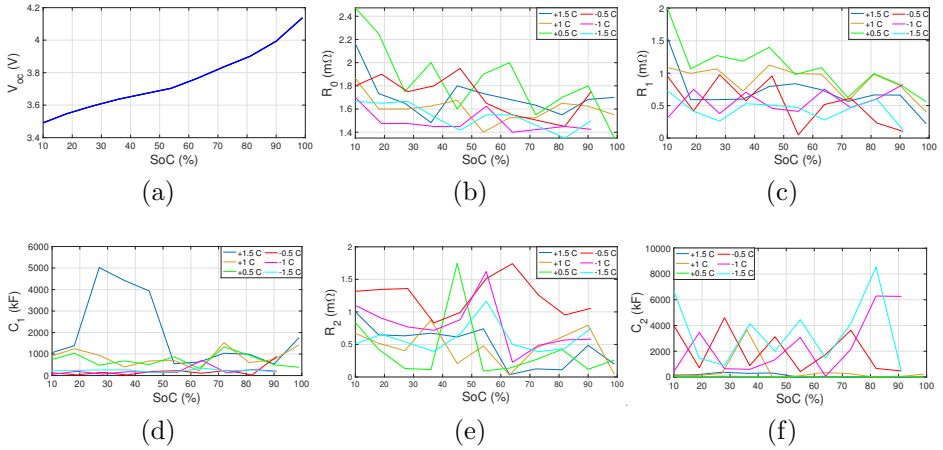 4.2
4
3.8
3.6
3.4
V_oc (V)
10 20 30 40 50 60 70 80 90 100
SoC (%)
(a)
2.4
2.2
2
1.8
1.6
1.4
R_0 (mΩ)
+1.5 C -0.5 C
+1 C -1 C
+0.5 C -1.5 C
10 20 30 40 50 60 70 80 90 100
SoC (%)
(b)
2
1.5
1
0.5
0
R_1 (mΩ)
+1.5 C -0.5 C
+1 C -1 C
+0.5 C -1.5 C
10 20 30 40 50 60 70 80 90 100
SoC (%)
(c)
6000
5000
4000
3000
2000
1000
0
C_1 (kF)
+1.5 C -0.5 C
+1 C -1 C
+0.5 C -1.5 C
10 20 30 40 50 60 70 80 90 100
SoC (%)
(d)
2
1.5
1
0.5
0
R_2 (mΩ)
+1.5 C -0.5 C
+1 C -1 C
+0.5 C -1.5 C
10 20 30 40 50 60 70 80 90 100
SoC (%)
(e)
10000
8000
6000
4000
2000
0
C_2 (kF)
+1.5 C -0.5 C
+1 C -1 C
+0.5 C -1.5 C
10 20 30 40 50 60 70 80 90 100
SoC (%)
(f)